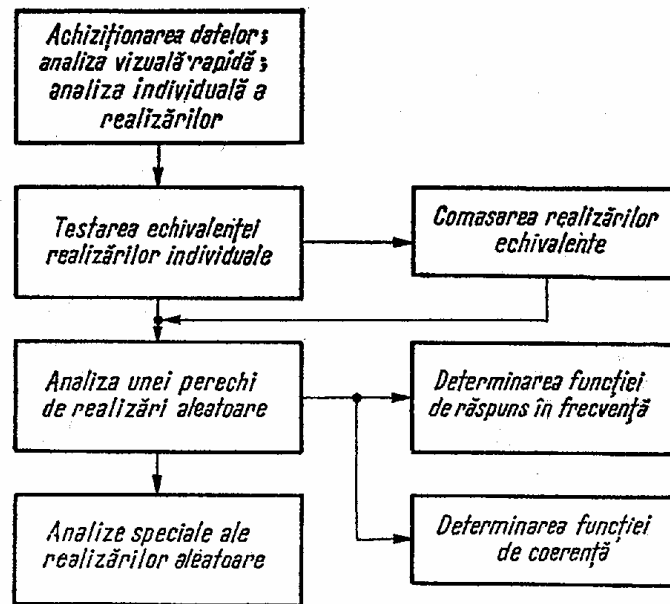 Achiziționarea datelor;
analiza vizuală rapidă;
analiza individuală a
realizărilor
Testarea echivalenței
realizărilor individuale
Comasarea realizărilor
echivalente
Analiza unei perechi
de realizări aleatoare
Determinarea funcției
de răspuns în frecvență
Analize speciale ale
realizărilor aleatoare
Determinarea funcției
de coerență